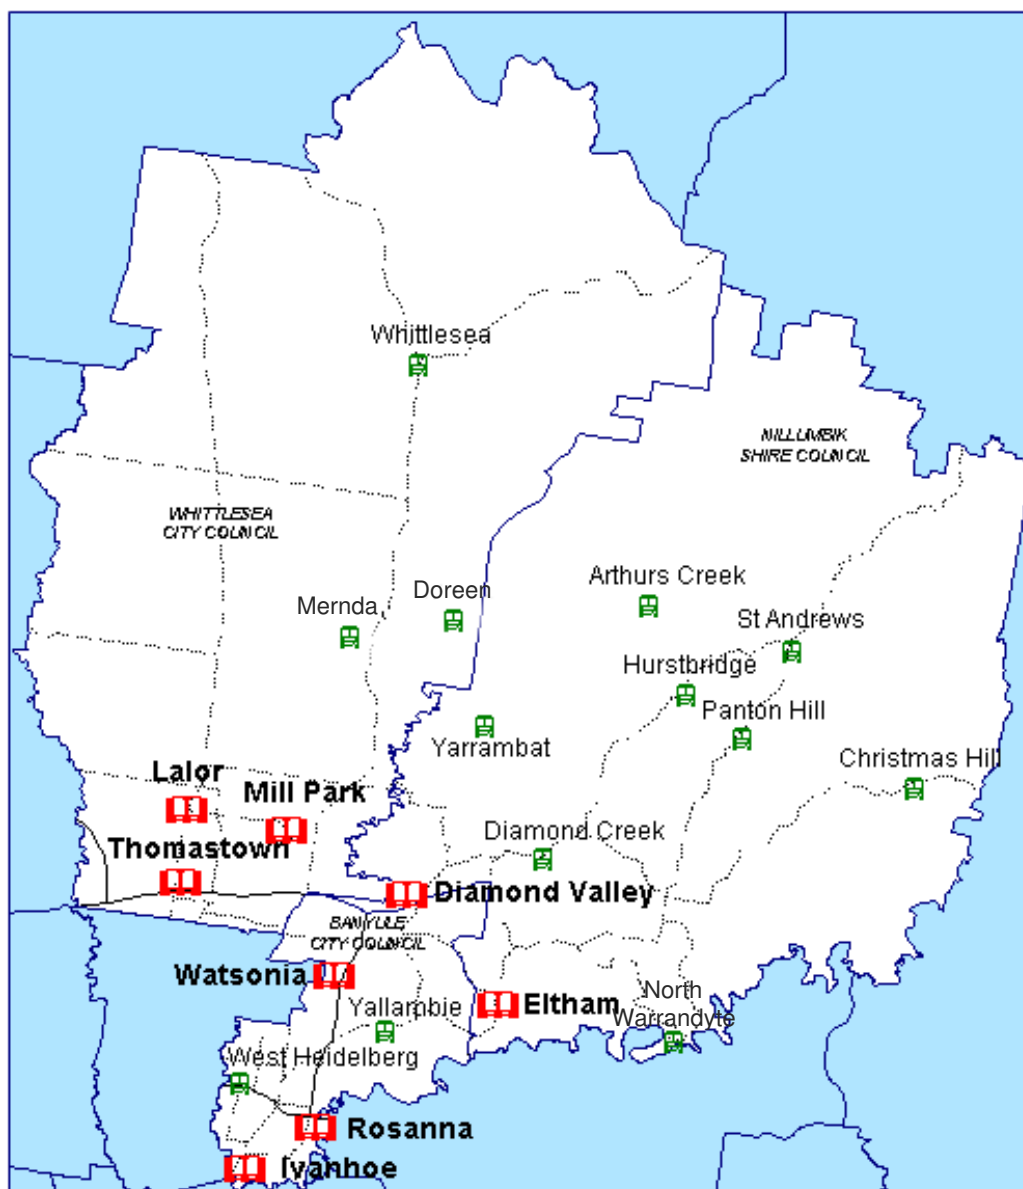 Whittlesea
NILLUMBIK
SHIRE COUNCIL
WHITTLESEA
CITY COUNCIL
Arthurs Creek
Doreen
Mernda
St Andrews
Hurstbridge
Panton Hill
Yarrambat
Christmas Hill
Lalor
Mill Park
Diamond Creek
Thomastown
Diamond Valley
BANYULE
CITY COUNCIL
Watsonia
North
Warrandyte
Eltham
Yallambie
West Heidelberg
Rosanna
Ivanhoe